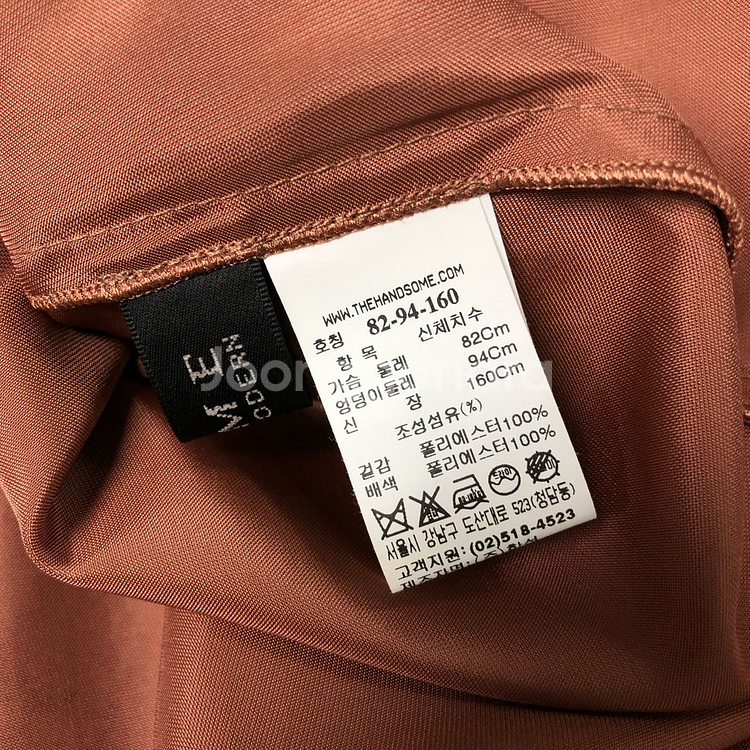 WWW.THEHANDSOME.COM
호칭 82-94-160
항 목 신체치수
가슴 둘레 82Cm
엉덩이둘레 94Cm
신 장 160Cm
조성섬유(%)
겉감 폴리에스터100%
배색 폴리에스터100%
드라이
서울시 강남구 도산대로 523(청담동)
고객지원: (02)518-4523